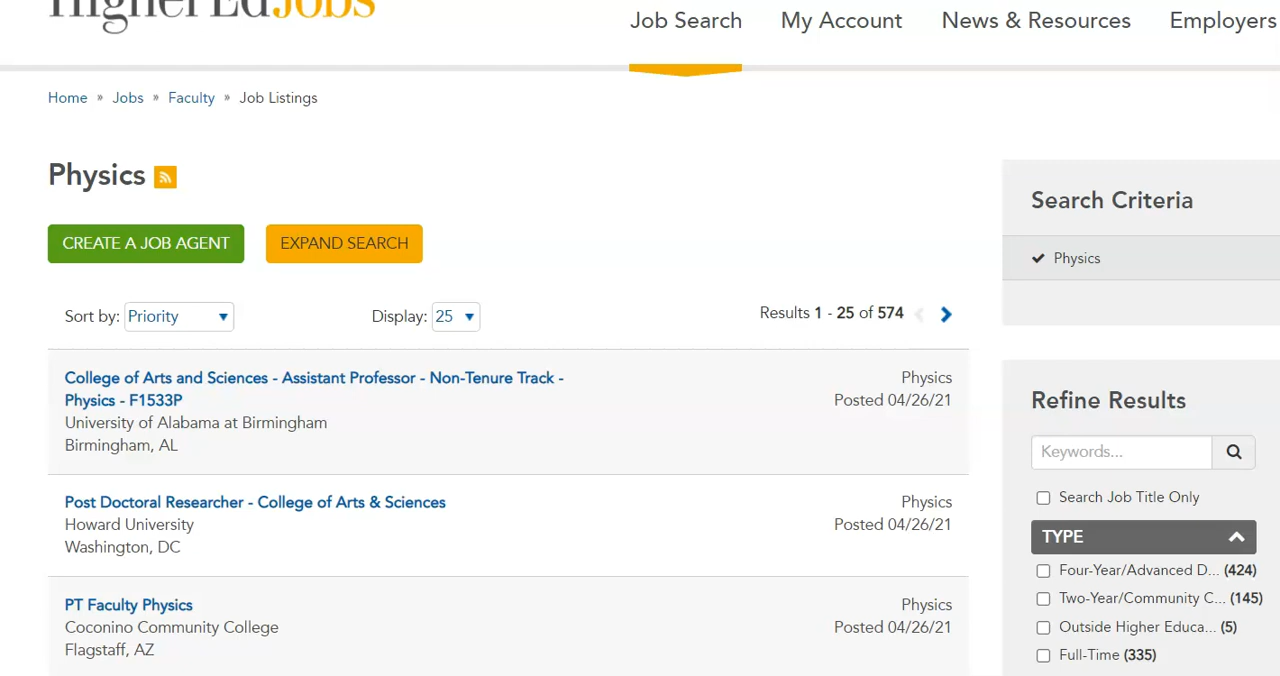 HigherEdJobs
Job Search My Account News & Resources Employers
Home » Jobs » Faculty » Job Listings
Physics
CREATE A JOB AGENT EXPAND SEARCH
Sort by: Priority Display: 25 Results 1 - 25 of 574
College of Arts and Sciences - Assistant Professor - Non-Tenure Track -
Physics - F1533P
University of Alabama at Birmingham
Birmingham, AL
Physics
Posted 04/26/21
Post Doctoral Researcher - College of Arts & Sciences
Howard University
Washington, DC
Physics
Posted 04/26/21
PT Faculty Physics
Coconino Community College
Flagstaff, AZ
Physics
Posted 04/26/21
Search Criteria
Physics
Refine Results
Keywords...
Search Job Title Only
TYPE
Four-Year/Advanced D... (424)
Two-Year/Community C... (145)
Outside Higher Educa... (5)
Full-Time (335)